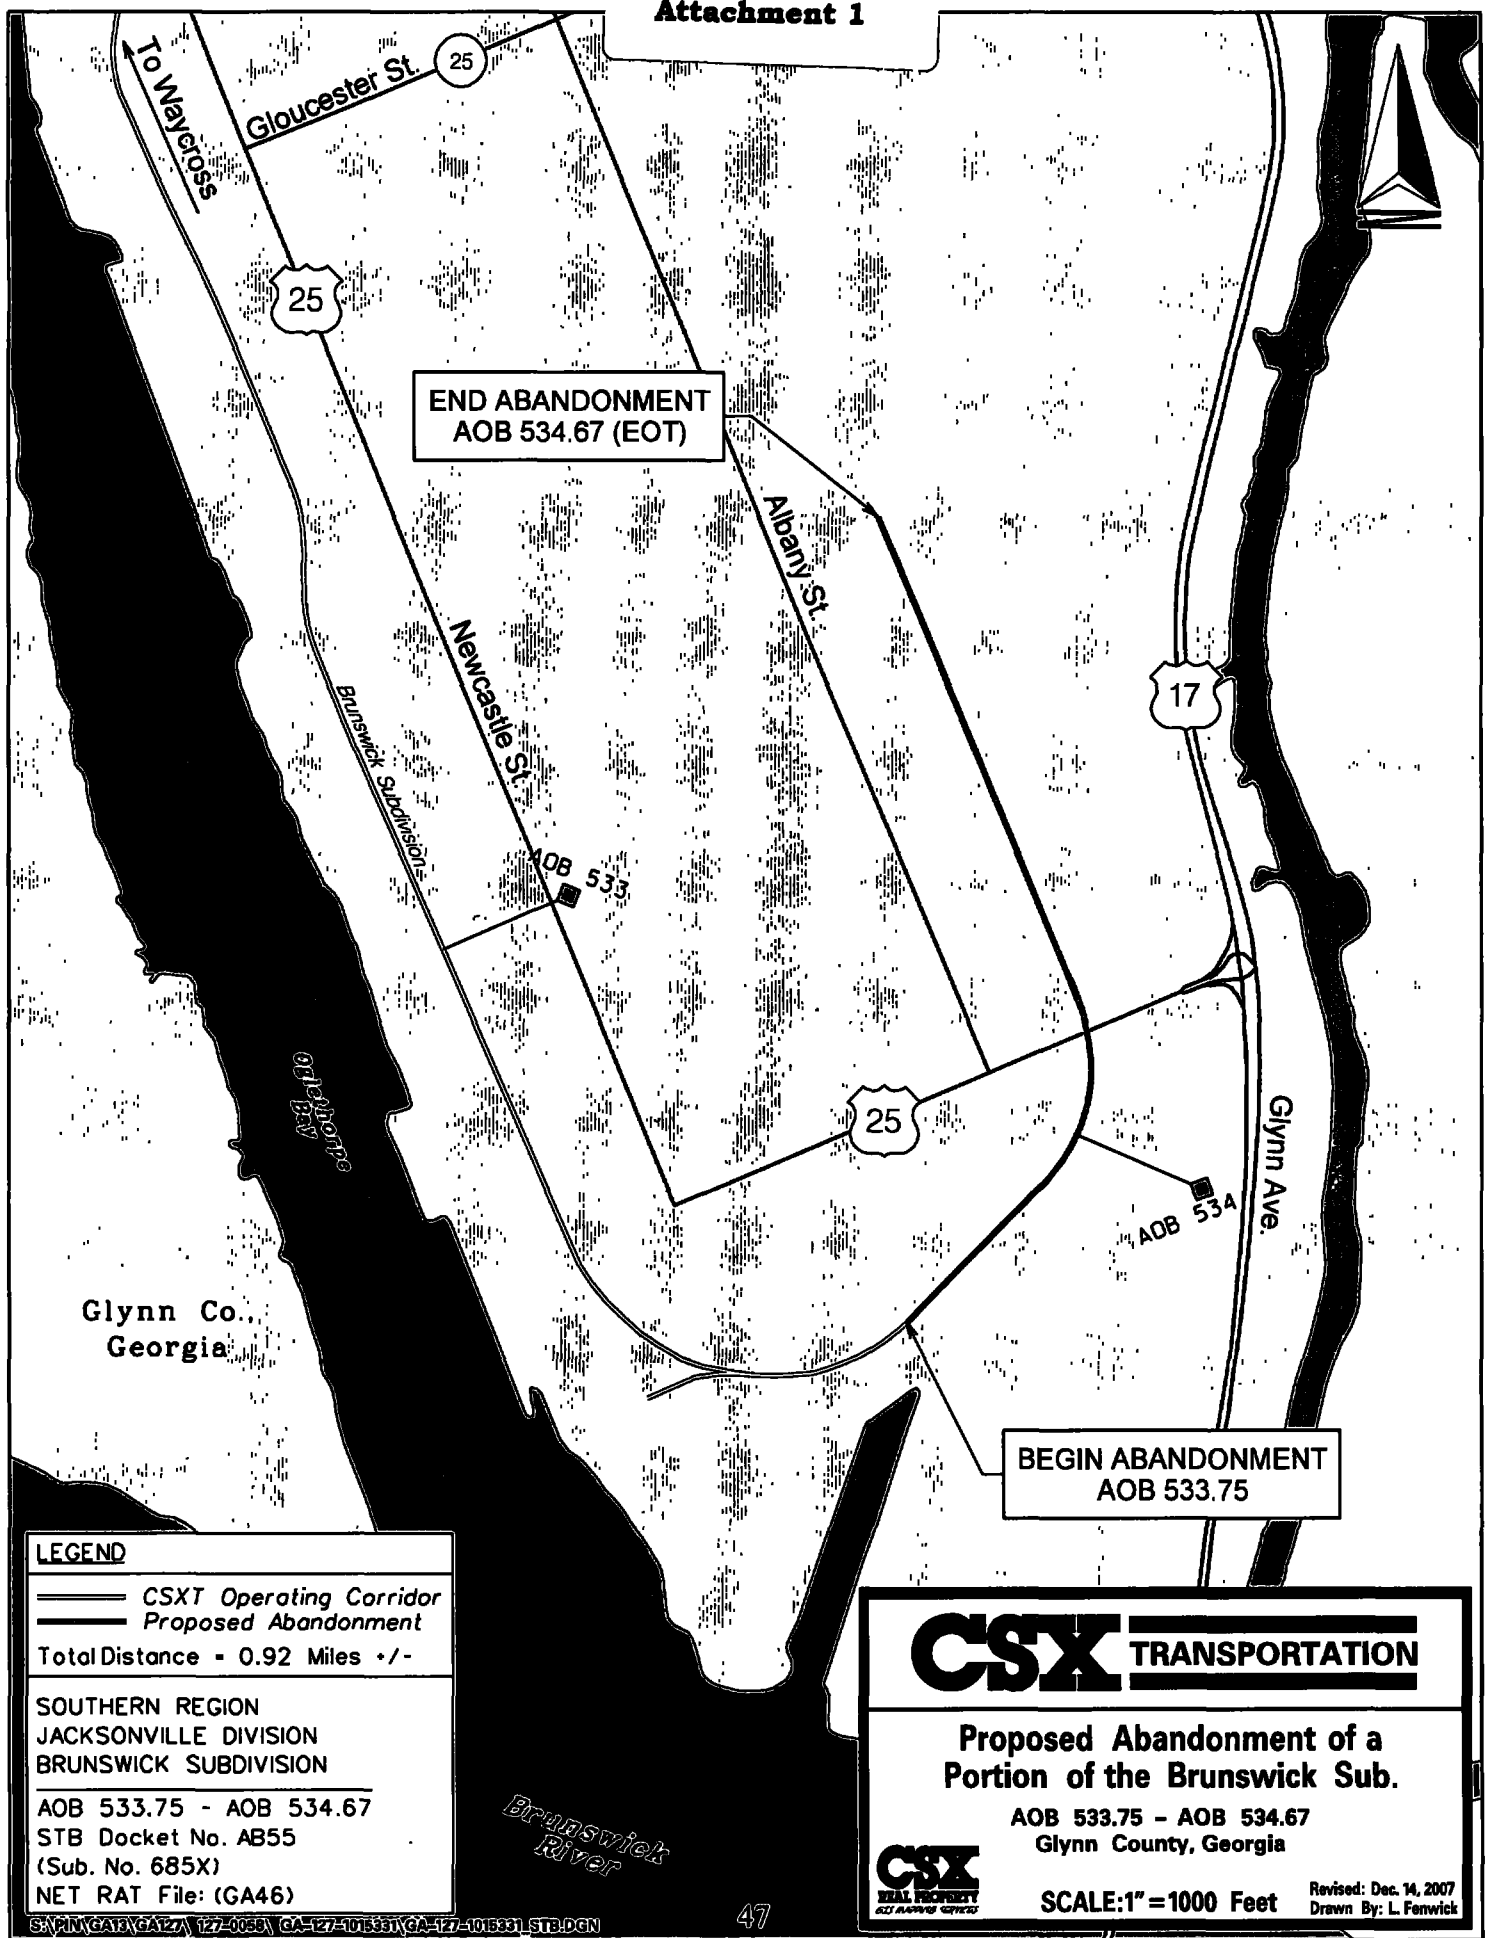 Attachment 1
To Waycross
Gloucester St.
25
25
END ABANDONMENT
AOB 534.67 (EOT)
Albany St.
Newcastle St.
Brunswick Subdivision
17
AOB 533
Oglethorpe
Bay
25
Glynn Ave.
AOB 534
Glynn Co.,
Georgia
BEGIN ABANDONMENT
AOB 533.75
LEGEND
CSXT Operating Corridor
Proposed Abandonment
Total Distance = 0.92 Miles +/-
SOUTHERN REGION
JACKSONVILLE DIVISION
BRUNSWICK SUBDIVISION
AOB 533.75 - AOB 534.67
STB Docket No. AB55
(Sub. No. 685X)
NET RAT File: (GA46)
Brunswick
River
CSX TRANSPORTATION
Proposed Abandonment of a
Portion of the Brunswick Sub.
AOB 533.75 - AOB 534.67
Glynn County, Georgia
CSX
REAL PROPERTY
SCALE:1"=1000 Feet
Revised: Dec. 14, 2007
Drawn By: L. Fenwick
47